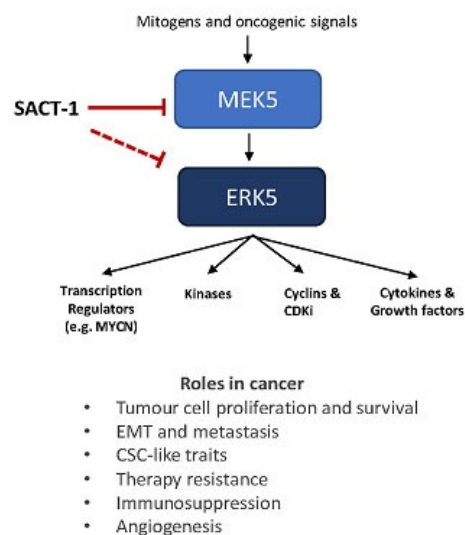 Mitogens and oncogenic signals
SACT-1
MEK5
ERK5
Transcription
Regulators
(e.g. MYCN)
Kinases
Cyclins &
CDKi
Cytokines &
Growth factors
Roles in cancer
• Tumour cell proliferation and survival
• EMT and metastasis
• CSC-like traits
• Therapy resistance
• Immunosuppression
• Angiogenesis